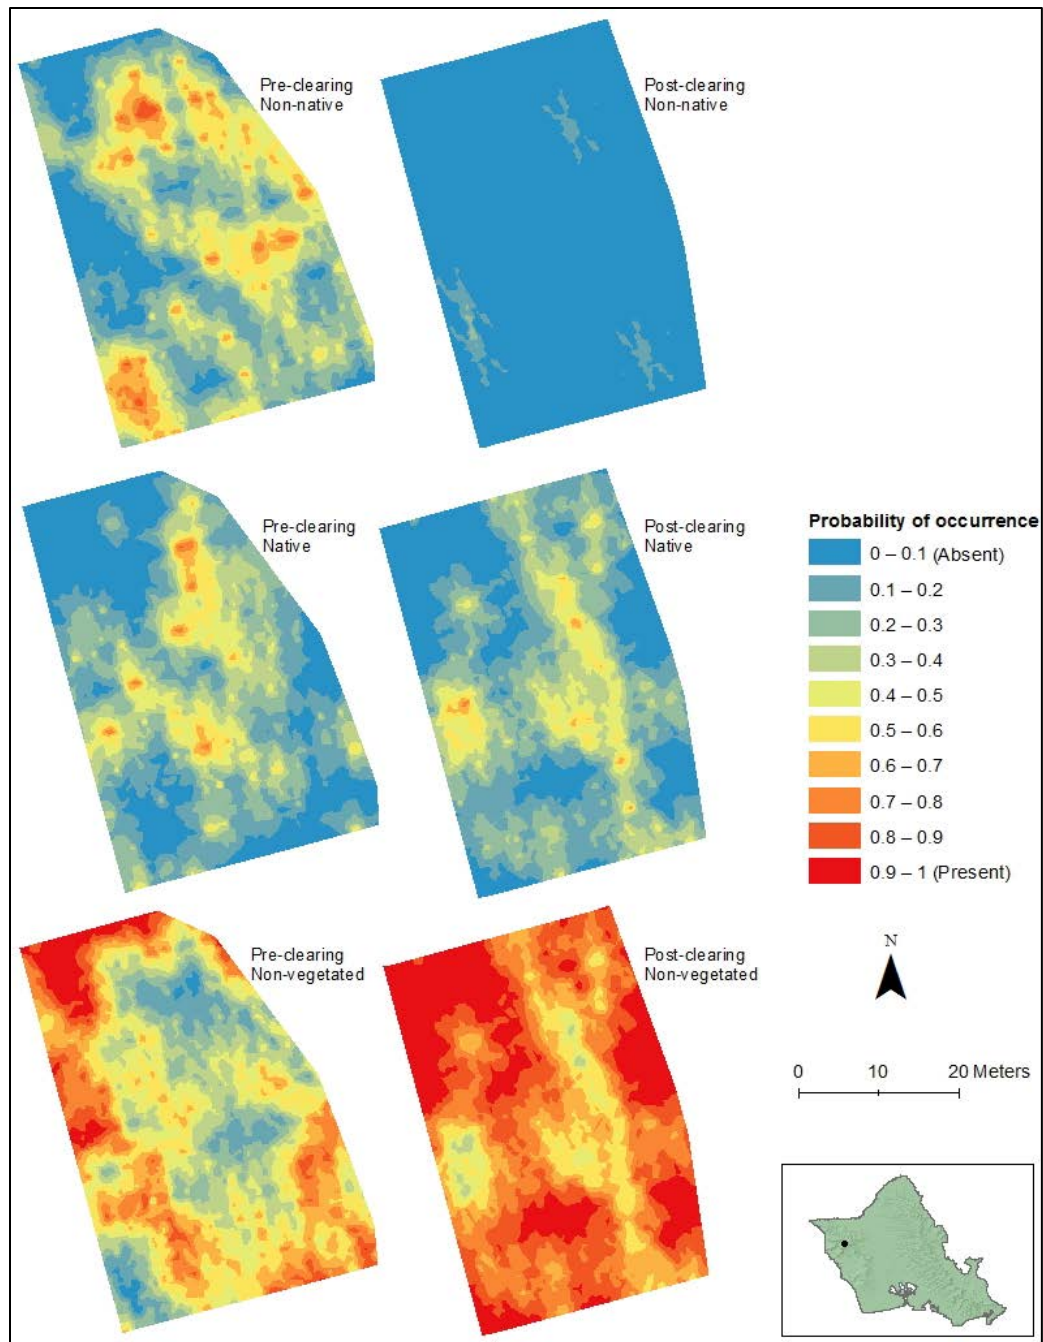 Pre-clearing
Non-native
Post-clearing
Non-native
Pre-clearing
Native
Post-clearing
Native
Probability of occurrence
0 – 0.1 (Absent)
0.1 – 0.2
0.2 – 0.3
0.3 – 0.4
0.4 – 0.5
0.5 – 0.6
0.6 – 0.7
0.7 – 0.8
0.8 – 0.9
0.9 – 1 (Present)
Pre-clearing
Non-vegetated
Post-clearing
Non-vegetated
N
0 10 20 Meters